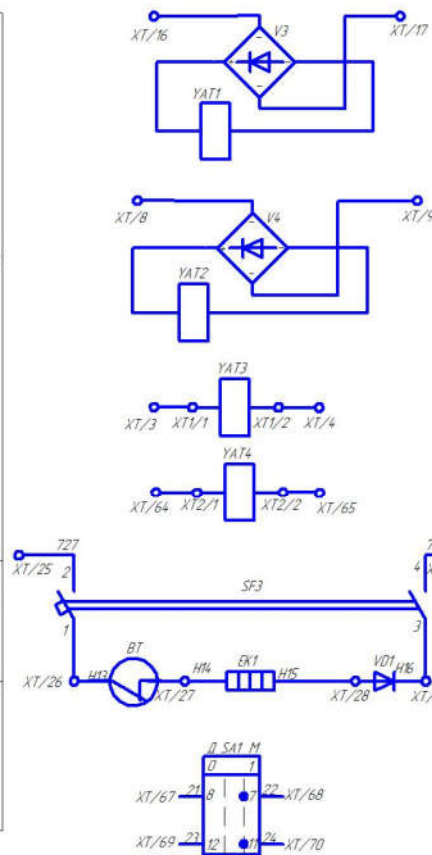 XT/16 V3 XT/17
YAT1
XT/8 V4 XT/9
YAT2
YAT3
XT/3 XT1/1 XT1/2 XT/4
YAT4
XT/64 XT2/1 XT2/2 XT/65
727
XT/25 2 4
SF3
1 3
BT
XT/26 H13 XT/27 H14 EK1 H15 XT/28 VD1 H16 XT/
Д SA1 М
0 1
XT/67 21 8 7 22 XT/68
XT/69 23 12 11 24 XT/70